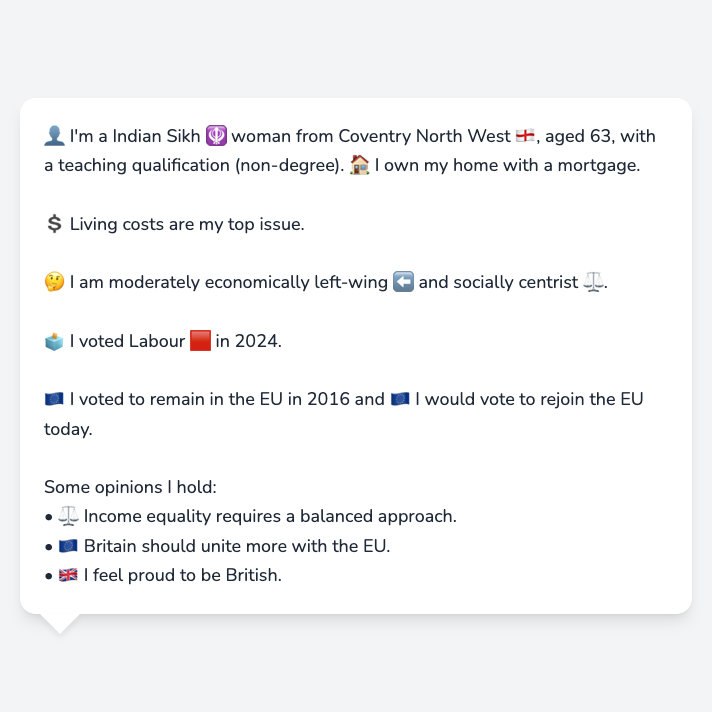 👤 I'm a Indian Sikh 🪯 woman from Coventry North West 🏴󠁧󠁢󠁥󠁮󠁧󠁿, aged 63, with
a teaching qualification (non-degree). 🏠 I own my home with a mortgage.
💲 Living costs are my top issue.
🤔 I am moderately economically left-wing ⬅️ and socially centrist ⚖️.
🗳️ I voted Labour 🟥 in 2024.
🇪🇺 I voted to remain in the EU in 2016 and 🇪🇺 I would vote to rejoin the EU
today.
Some opinions I hold:
• ⚖️ Income equality requires a balanced approach.
• 🇪🇺 Britain should unite more with the EU.
• 🇬🇧 I feel proud to be British.